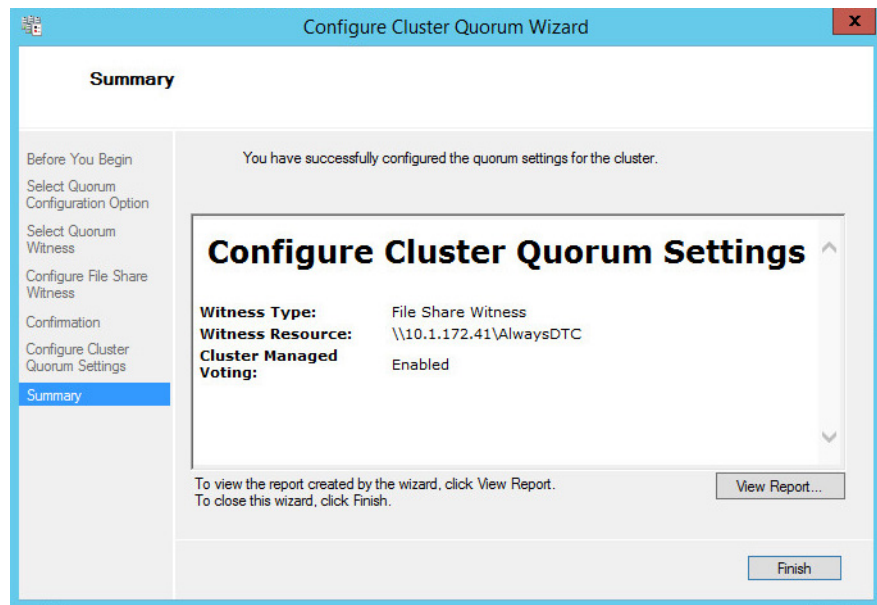 Configure Cluster Quorum Wizard
x
Summary
Before You Begin
Select Quorum
Configuration Option
Select Quorum
Witness
Configure File Share
Witness
Confirmation
Configure Cluster
Quorum Settings
Summary
You have successfully configured the quorum settings for the cluster.
Configure Cluster Quorum Settings
Witness Type: File Share Witness
Witness Resource: \\10.1.172.41\AlwaysDTC
Cluster Managed
Voting: Enabled
To view the report created by the wizard, click View Report.
To close this wizard, click Finish.
View Report...
Finish